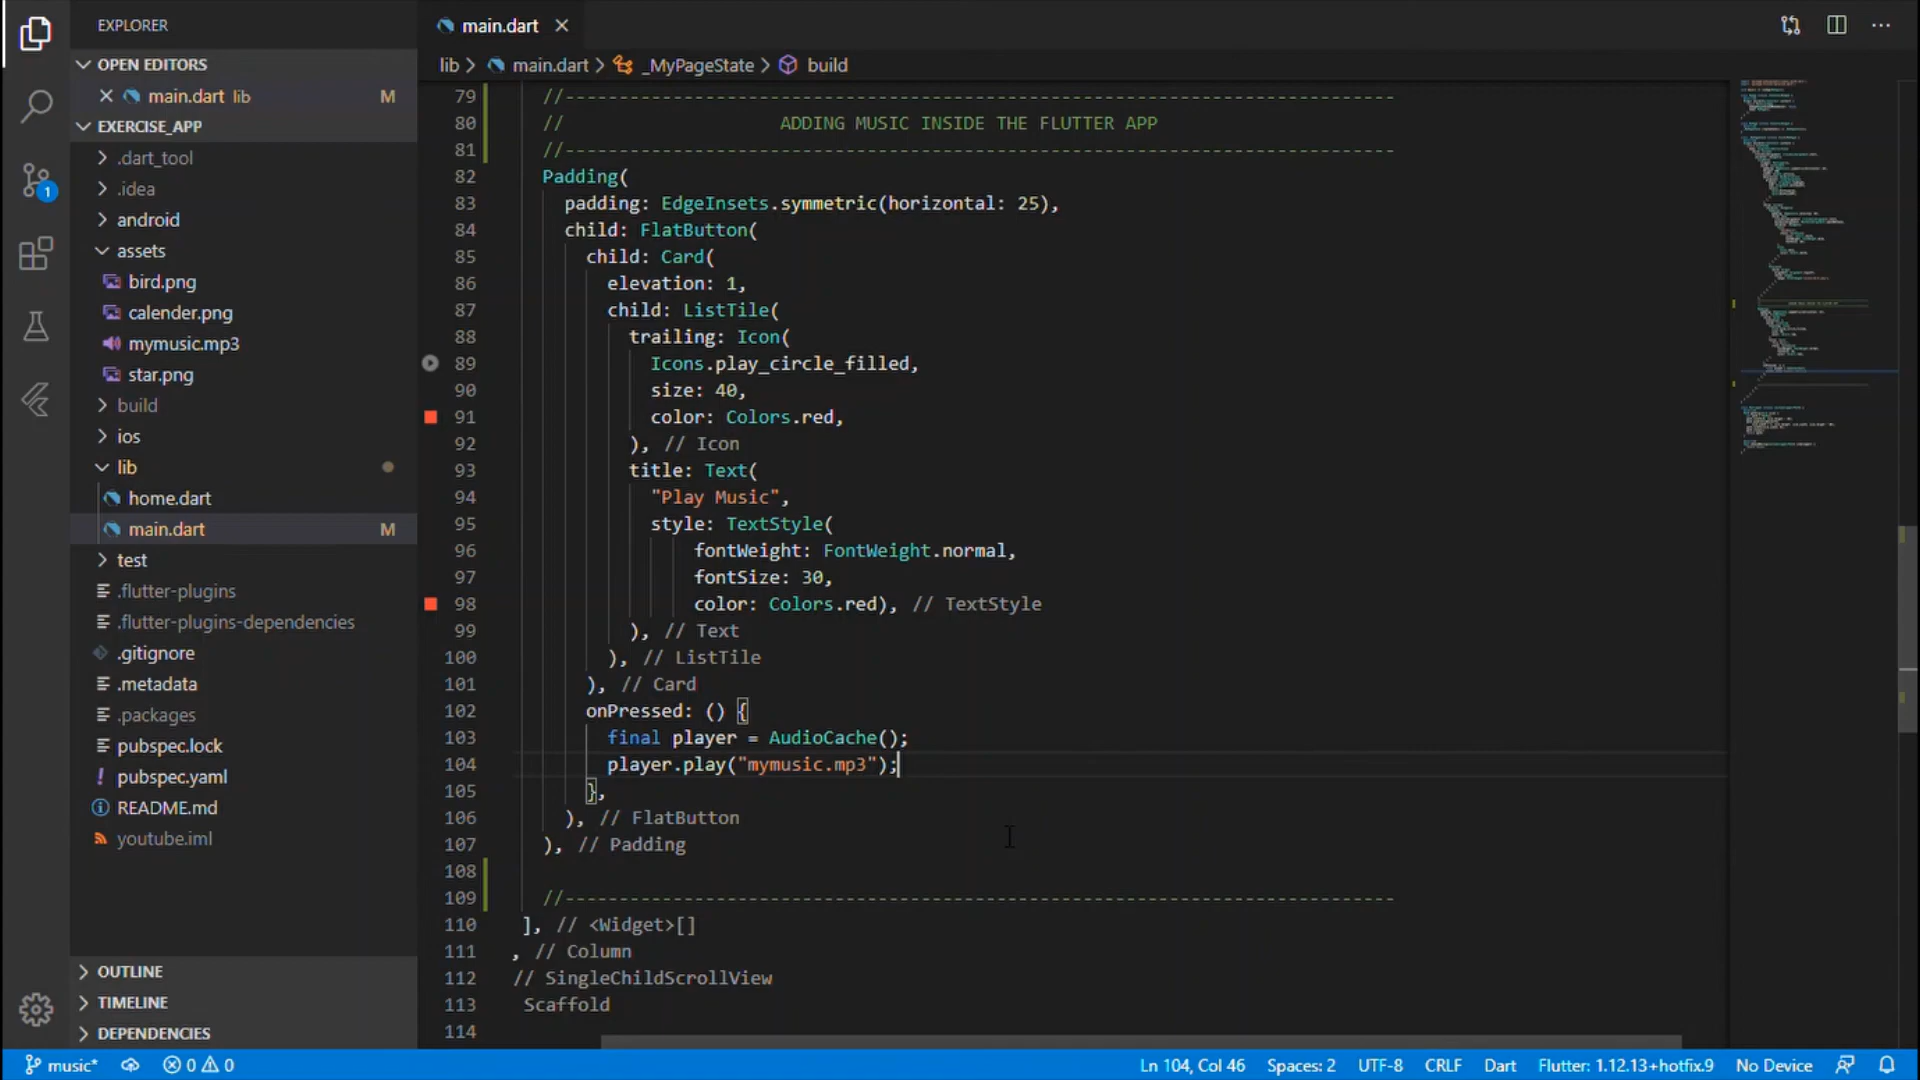 EXPLORER
OPEN EDITORS
main.dart lib M
EXERCISE_APP
.dart_tool
.idea
android
assets
bird.png
calender.png
mymusic.mp3
star.png
build
ios
lib
home.dart
main.dart M
test
.flutter-plugins
.flutter-plugins-dependencies
.gitignore
.metadata
.packages
pubspec.lock
pubspec.yaml
README.md
youtube.iml
OUTLINE
TIMELINE
DEPENDENCIES
1
main.dart
lib > main.dart > _MyPageState > build
79 //-----------------------------------------------------------------------------
80 // ADDING MUSIC INSIDE THE FLUTTER APP
81 //-----------------------------------------------------------------------------
82 Padding(
83 padding: EdgeInsets.symmetric(horizontal: 25),
84 child: FlatButton(
85 child: Card(
86 elevation: 1,
87 child: ListTile(
88 trailing: Icon(
89 Icons.play_circle_filled,
90 size: 40,
91 color: Colors.red,
92 ), // Icon
93 title: Text(
94 "Play Music",
95 style: TextStyle(
96 fontWeight: FontWeight.normal,
97 fontSize: 30,
98 color: Colors.red), // TextStyle
99 ), // Text
100 ), // ListTile
101 ), // Card
102 onPressed: () {
103 final player = AudioCache();
104 player.play("mymusic.mp3");
105 },
106 ), // FlatButton
107 ), // Padding
108
109 //-----------------------------------------------------------------------------
110 ], // <Widget>[]
111 , // Column
112 // SingleChildScrollView
113 Scaffold
114
music* 0 0 Ln 104, Col 46 Spaces: 2 UTF-8 CRLF Dart Flutter: 1.12.13+hotfix.9 No Device